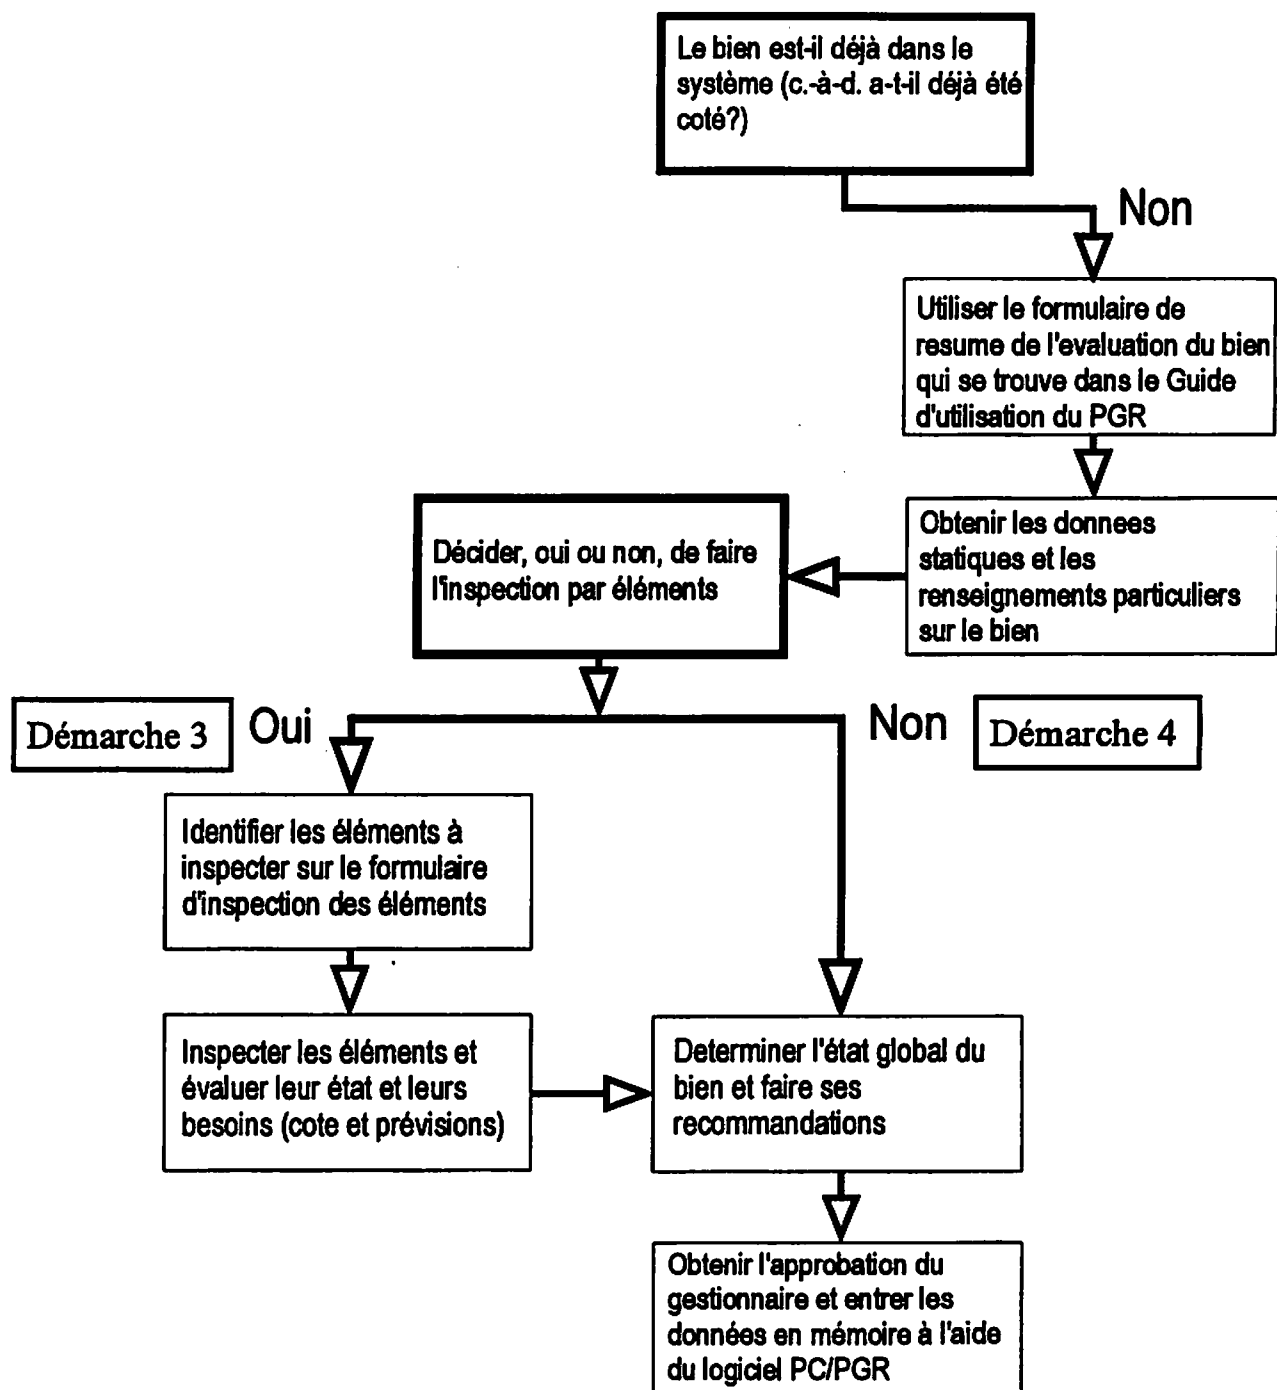 Le bien est-il déjà dans le
système (c.-à-d. a-t-il déjà été
coté?)
Non
Utiliser le formulaire de
resume de l'evaluation du bien
qui se trouve dans le Guide
d'utilisation du PGR
Obtenir les donnees
statiques et les
renseignements particuliers
sur le bien
Décider, oui ou non, de faire
l'inspection par éléments
Démarche 3
Oui
Non
Démarche 4
Identifier les éléments à
inspecter sur le formulaire
d'inspection des éléments
Inspecter les éléments et
évaluer leur état et leurs
besoins (cote et prévisions)
Determiner l'état global du
bien et faire ses
recommandations
Obtenir l'approbation du
gestionnaire et entrer les
données en mémoire à l'aide
du logiciel PC/PGR